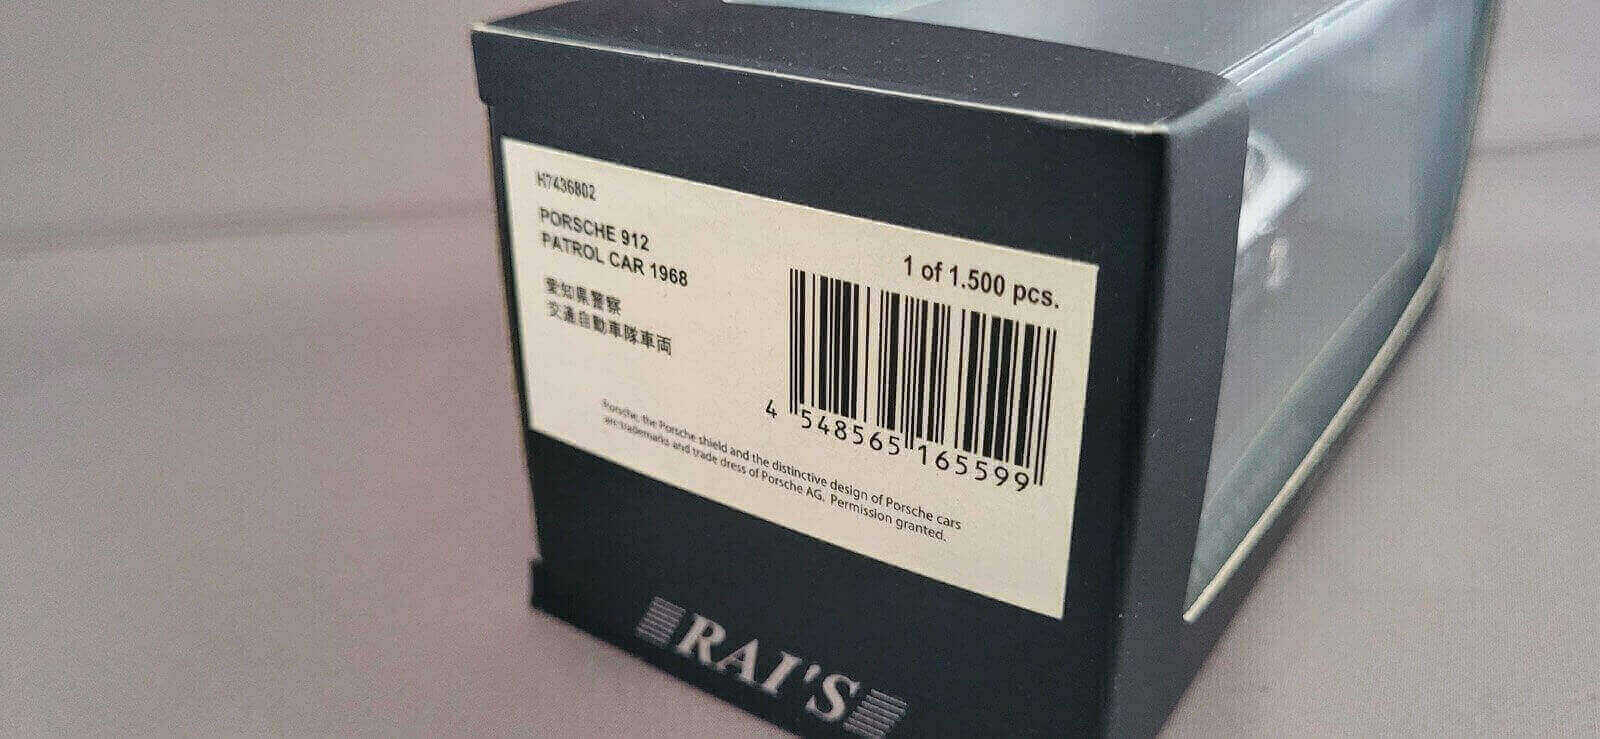 H7436802
PORSCHE 912
PATROL CAR 1968
愛知県警察
交通自動車隊車両
1 of 1.500 pcs.
4 548565 165599
Porsche, the Porsche shield and the distinctive design of Porsche cars
are trademarks and trade dress of Porsche AG. Permission granted.
RAI'S